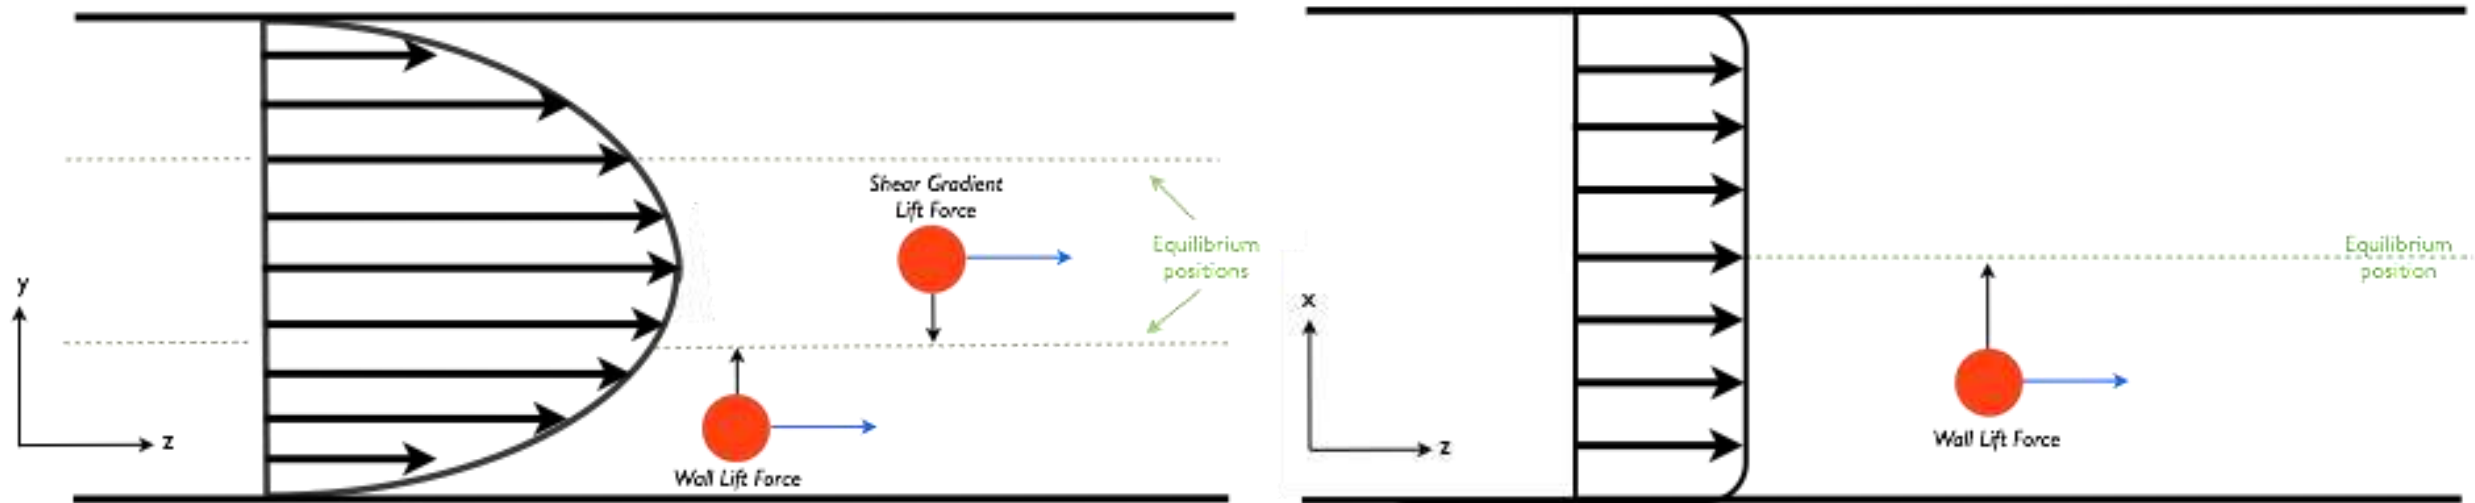 Shear Gradient
Lift Force
Equilibrium
positions
y
z
Wall Lift Force
Equilibrium
position
x
z
Wall Lift Force